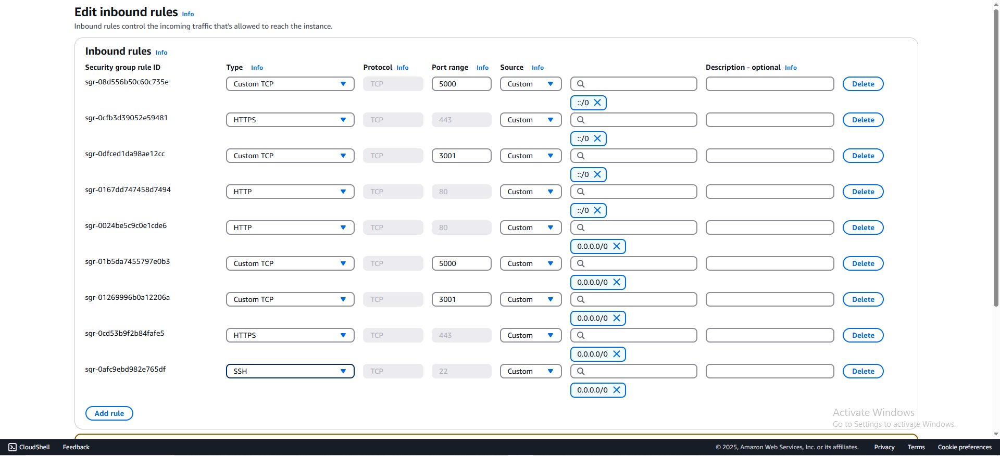 Edit inbound rules Info
Inbound rules control the incoming traffic that's allowed to reach the instance.
Inbound rules Info
Security group rule ID Type Info Protocol Info Port range Info Source Info Description - optional Info
sgr-08d556b50c60c735e Custom TCP TCP 5000 Custom Delete
::/0
sgr-0cfb3d39052e59481 HTTPS TCP 443 Custom Delete
::/0
sgr-0dfced1da98ae12cc Custom TCP TCP 3001 Custom Delete
::/0
sgr-0167dd747458d7494 HTTP TCP 80 Custom Delete
::/0
sgr-0024be5c9c0e1cde6 HTTP TCP 80 Custom Delete
0.0.0.0/0
sgr-01b5da7455797e0b3 Custom TCP TCP 5000 Custom Delete
0.0.0.0/0
sgr-01269996b0a12206a Custom TCP TCP 3001 Custom Delete
0.0.0.0/0
sgr-0cd53b9f2b84fafe5 HTTPS TCP 443 Custom Delete
0.0.0.0/0
sgr-0afc9ebd982e765df SSH TCP 22 Custom Delete
0.0.0.0/0
Add rule
Activate Windows
Go to Settings to activate Windows.
CloudShell Feedback © 2025, Amazon Web Services, Inc. or its affiliates. Privacy Terms Cookie preferences